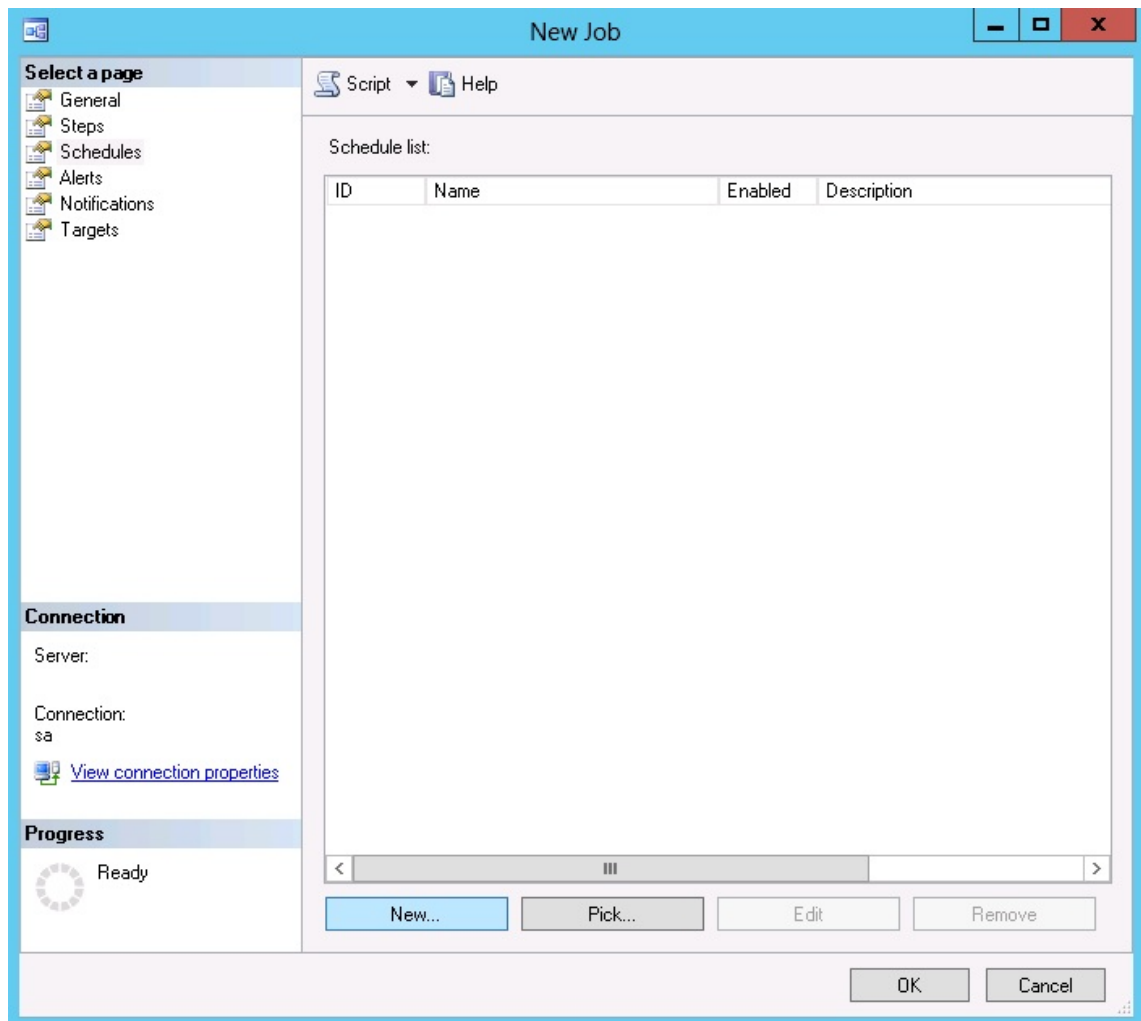 New Job
Select a page
General
Steps
Schedules
Alerts
Notifications
Targets
Script Help
Schedule list:
ID Name Enabled Description
Connection
Server:
Connection:
sa
View connection properties
Progress
Ready
New... Pick... Edit Remove
OK Cancel